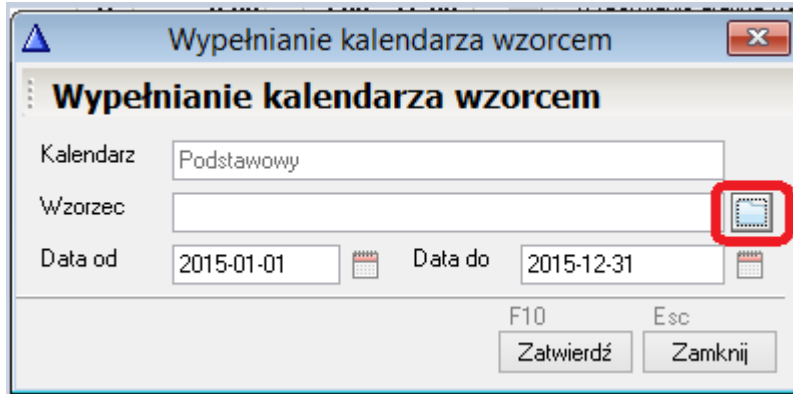 Wypełnianie kalendarza wzorcem
Wypełnianie kalendarza wzorcem
Kalendarz Podstawowy
Wzorzec
Data od 2015-01-01 Data do 2015-12-31
F10 Esc
Zatwierdź Zamknij